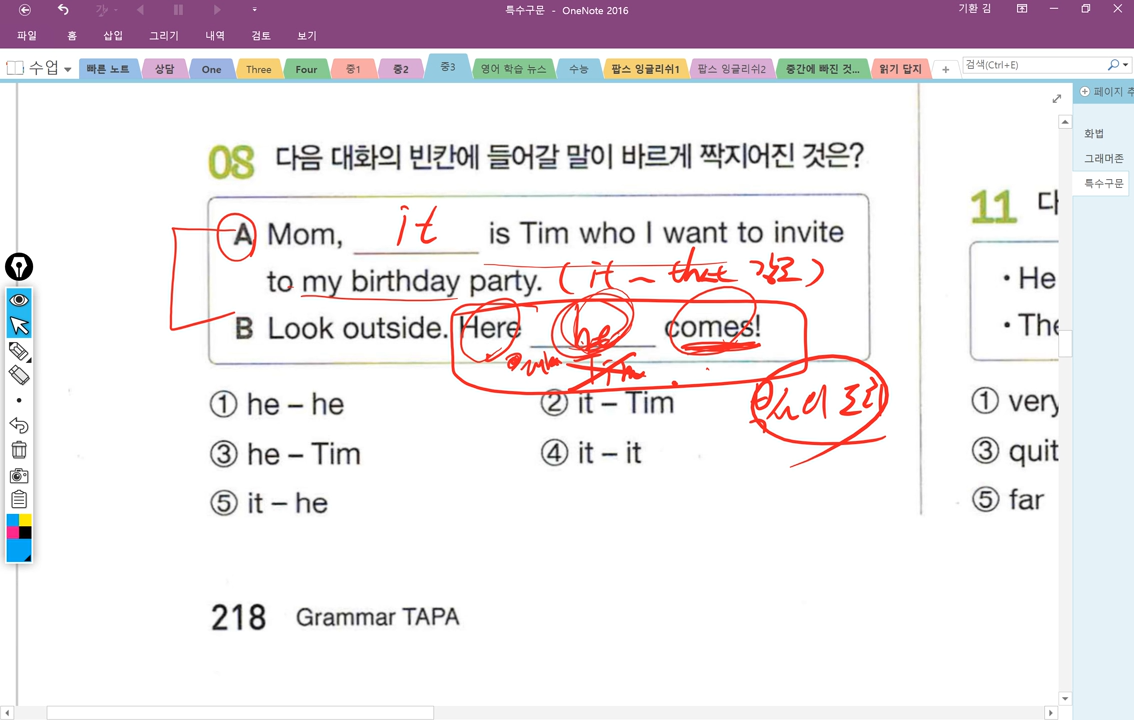 특수구문 - OneNote 2016
기환 김
파일 홈 삽입 그리기 내역 검토 보기
수업 빠른 노트 상담 One Three Four 중1 중2 중3 영어 학습 뉴스 수능 팝스 잉글리쉬1 팝스 잉글리쉬2 중간에 빠진 것... 읽기 답지 검색(Ctrl+E)
페이지 추
화법
그래머존
특수구문
08 다음 대화의 빈칸에 들어갈 말이 바르게 짝지어진 것은?
A Mom, it is Tim who I want to invite
to my birthday party. (it ~ that 강조)
B Look outside. Here he comes!
Tim
① he – he
② it – Tim
③ he – Tim
④ it – it
⑤ it – he
218 Grammar TAPA
11 다
• He
• The
① very
③ quit
⑤ far